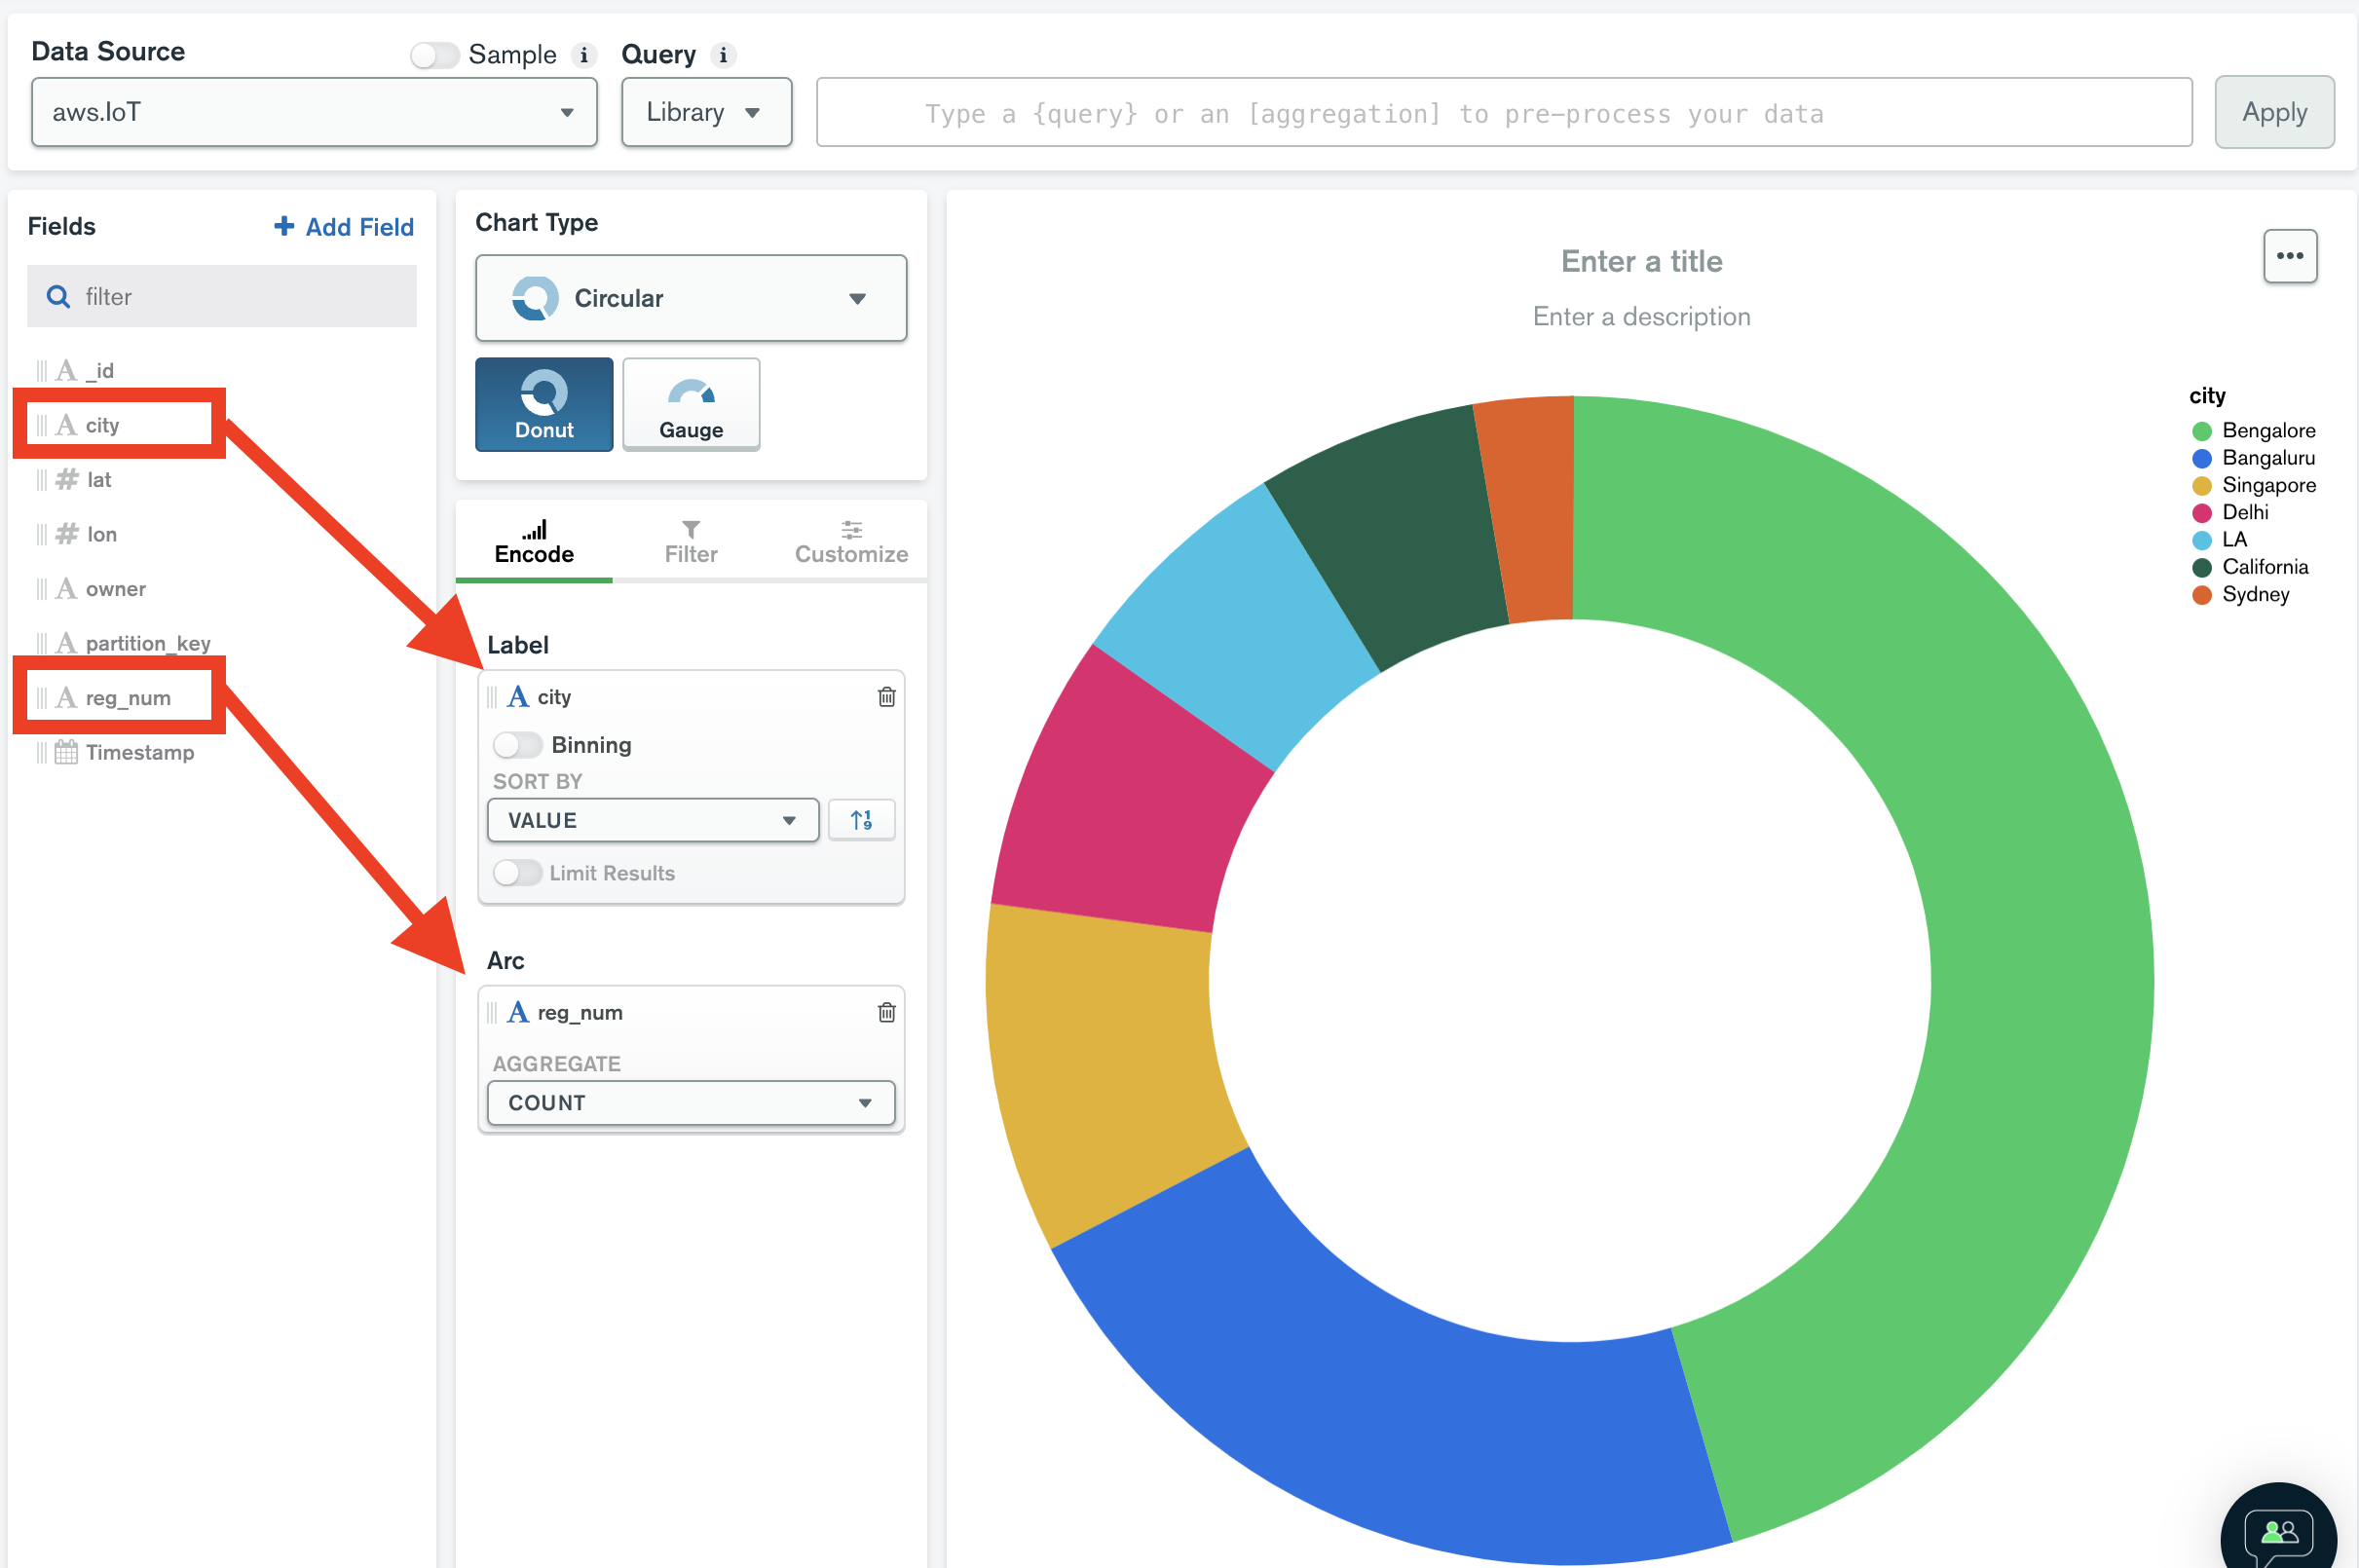 Data Source
Sample i
Query i
aws.IoT
Library
Type a {query} or an [aggregation] to pre-process your data
Apply
Fields
+ Add Field
filter
A _id
A city
# lat
# lon
A owner
A partition_key
A reg_num
Timestamp
Chart Type
Circular
Donut
Gauge
Encode
Filter
Customize
Label
A city
Binning
SORT BY
VALUE
↑19
Limit Results
Arc
A reg_num
AGGREGATE
COUNT
Enter a title
Enter a description
•••
city
Bengalore
Bangaluru
Singapore
Delhi
LA
California
Sydney